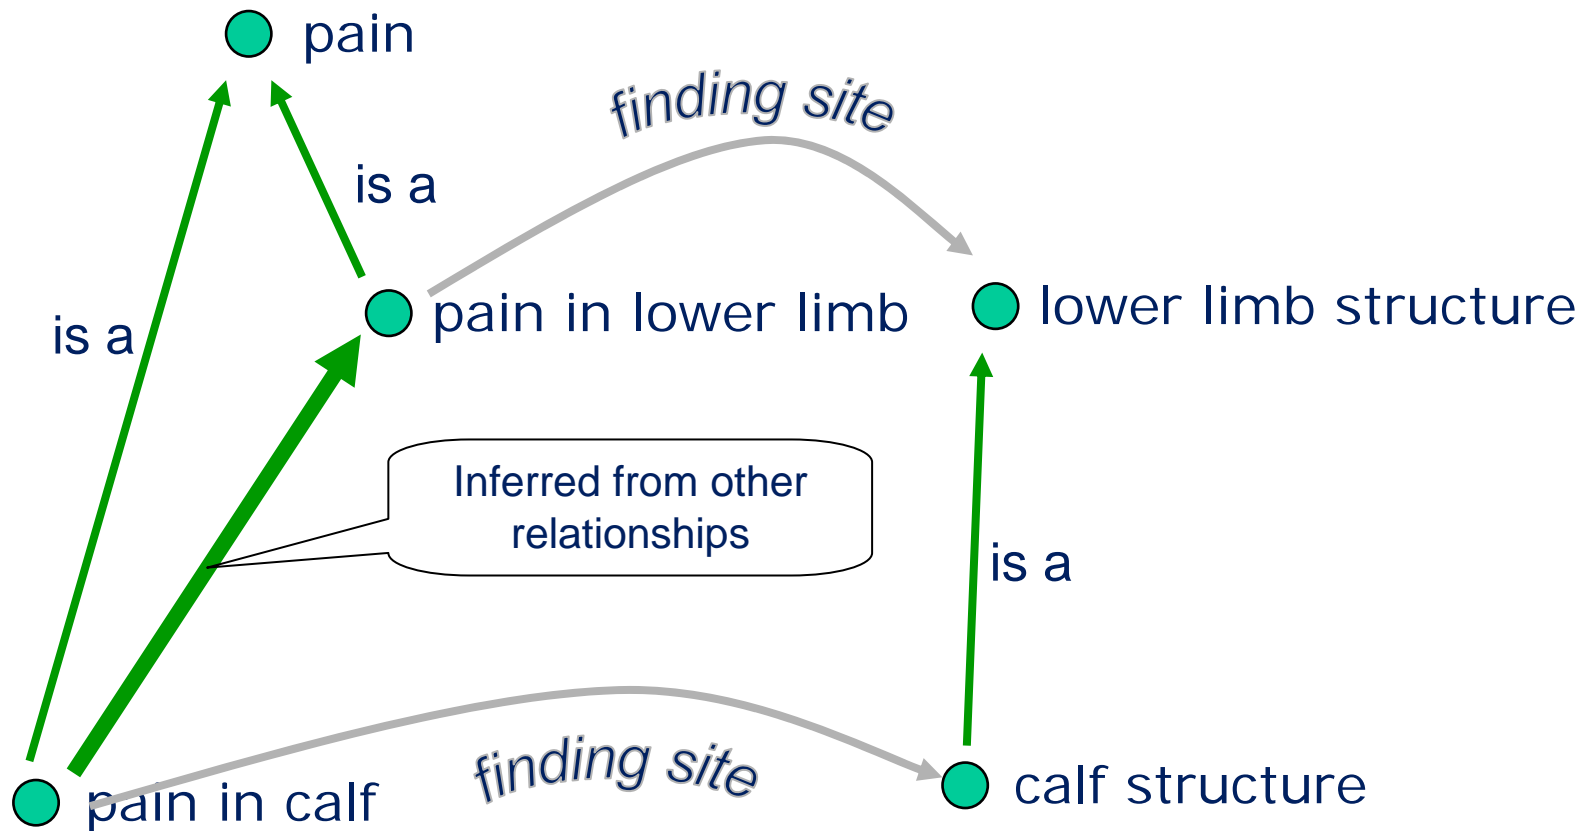 pain
finding site
is a
pain in lower limb
lower limb structure
is a
Inferred from other
relationships
is a
finding site
pain in calf
calf structure